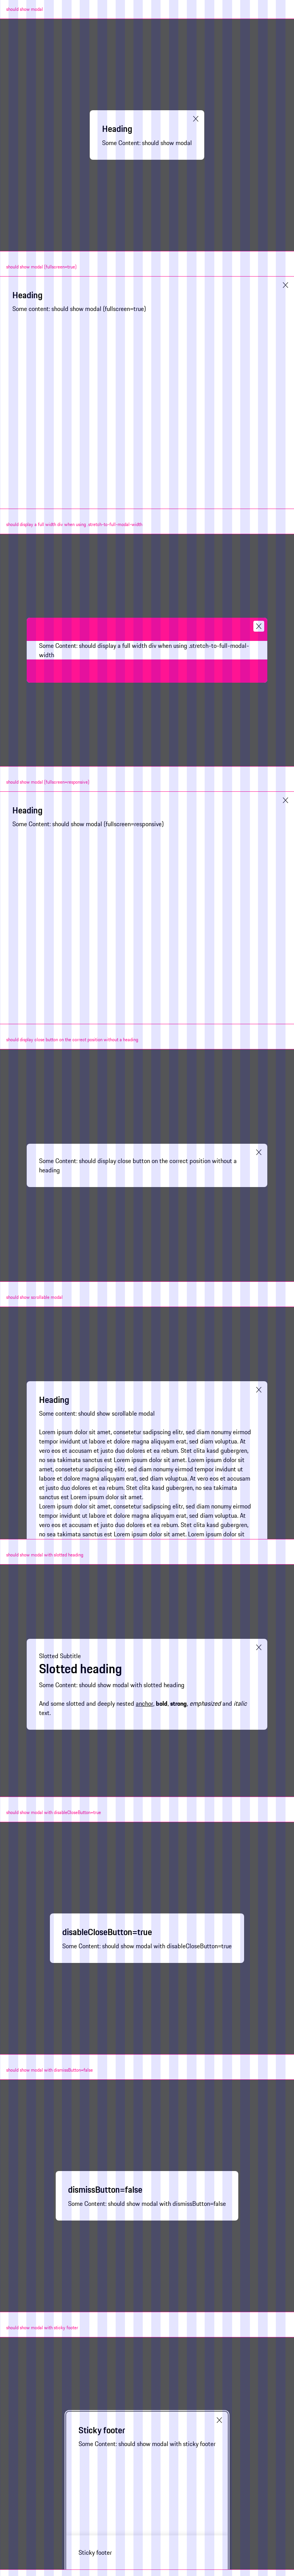 should show modal
Heading
Some Content: should show modal
should show modal (fullscreen=true)
Heading
Some content: should show modal (fullscreen=true)
should display a full width div when using .stretch-to-full-modal-width
Some Content: should display a full width div when using .stretch-to-full-modal-
width
should show modal (fullscreen=responsive)
Heading
Some Content: should show modal (fullscreen=responsive)
should display close button on the correct position without a heading
Some Content: should display close button on the correct position without a
heading
should show scrollable modal
Heading
Some content: should show scrollable modal
Lorem ipsum dolor sit amet, consetetur sadipscing elitr, sed diam nonumy eirmod
tempor invidunt ut labore et dolore magna aliquyam erat, sed diam voluptua. At
vero eos et accusam et justo duo dolores et ea rebum. Stet clita kasd gubergren,
no sea takimata sanctus est Lorem ipsum dolor sit amet. Lorem ipsum dolor sit
amet, consetetur sadipscing elitr, sed diam nonumy eirmod tempor invidunt ut
labore et dolore magna aliquyam erat, sed diam voluptua. At vero eos et accusam
et justo duo dolores et ea rebum. Stet clita kasd gubergren, no sea takimata
sanctus est Lorem ipsum dolor sit amet.
Lorem ipsum dolor sit amet, consetetur sadipscing elitr, sed diam nonumy eirmod
tempor invidunt ut labore et dolore magna aliquyam erat, sed diam voluptua. At
vero eos et accusam et justo duo dolores et ea rebum. Stet clita kasd gubergren,
no sea takimata sanctus est Lorem ipsum dolor sit amet. Lorem ipsum dolor sit
should show modal with slotted heading
Slotted Subtitle
Slotted heading
Some Content: should show modal with slotted heading
And some slotted and deeply nested anchor, bold, strong, emphasized and italic
text.
should show modal with disableCloseButton=true
disableCloseButton=true
Some Content: should show modal with disableCloseButton=true
should show modal with dismissButton=false
dismissButton=false
Some Content: should show modal with dismissButton=false
should show modal with sticky footer
Sticky footer
Some Content: should show modal with sticky footer
Sticky footer